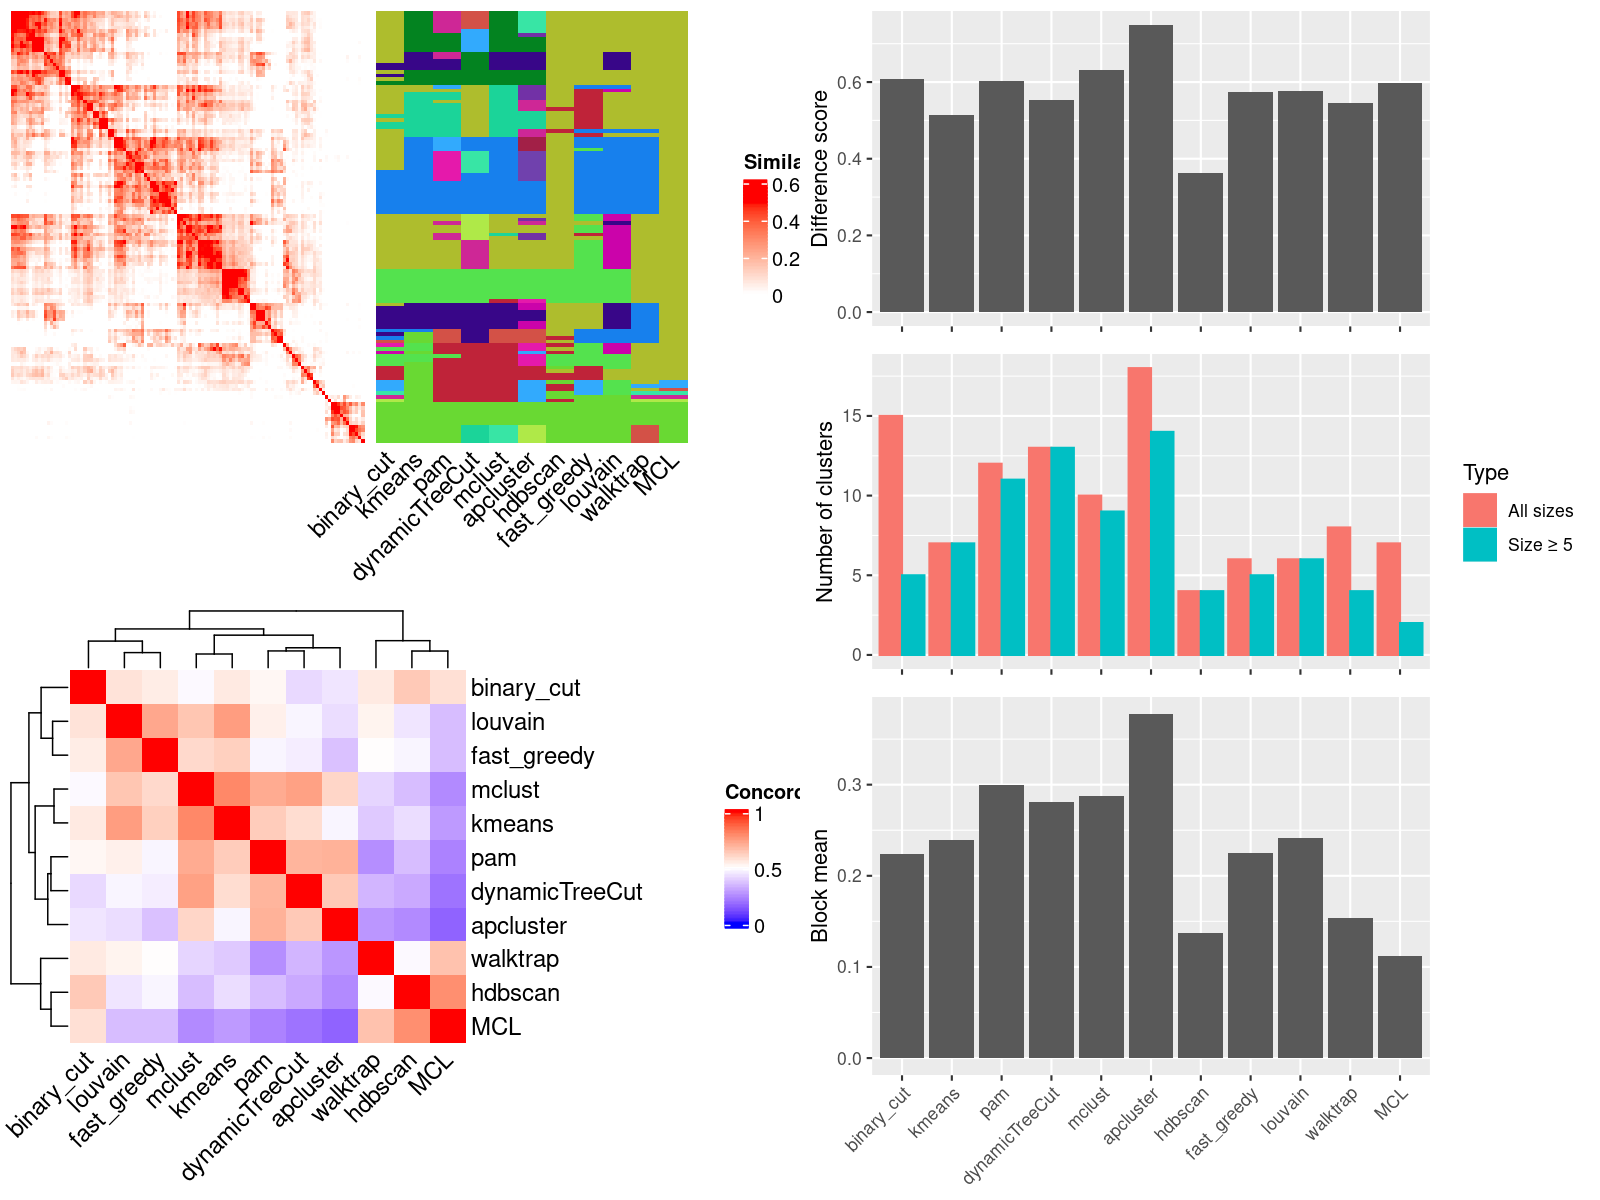 binary_cut
kmeans
pam
dynamicTreeCut
mclust
apcluster
hdbscan
fast_greedy
louvain
walktrap
MCL
Simila
0.6
0.4
0.2
0
binary_cut
louvain
fast_greedy
mclust
kmeans
pam
dynamicTreeCut
apcluster
walktrap
hdbscan
MCL
binary_cut
louvain
fast_greedy
mclust
kmeans
pam
dynamicTreeCut
apcluster
walktrap
hdbscan
MCL
Concord
1
0.5
0
Difference score
0.6
0.4
0.2
0.0
Number of clusters
15
10
5
0
Type
All sizes
Size ≥ 5
Block mean
0.3
0.2
0.1
0.0
binary_cut
kmeans
pam
dynamicTreeCut
mclust
apcluster
hdbscan
fast_greedy
louvain
walktrap
MCL